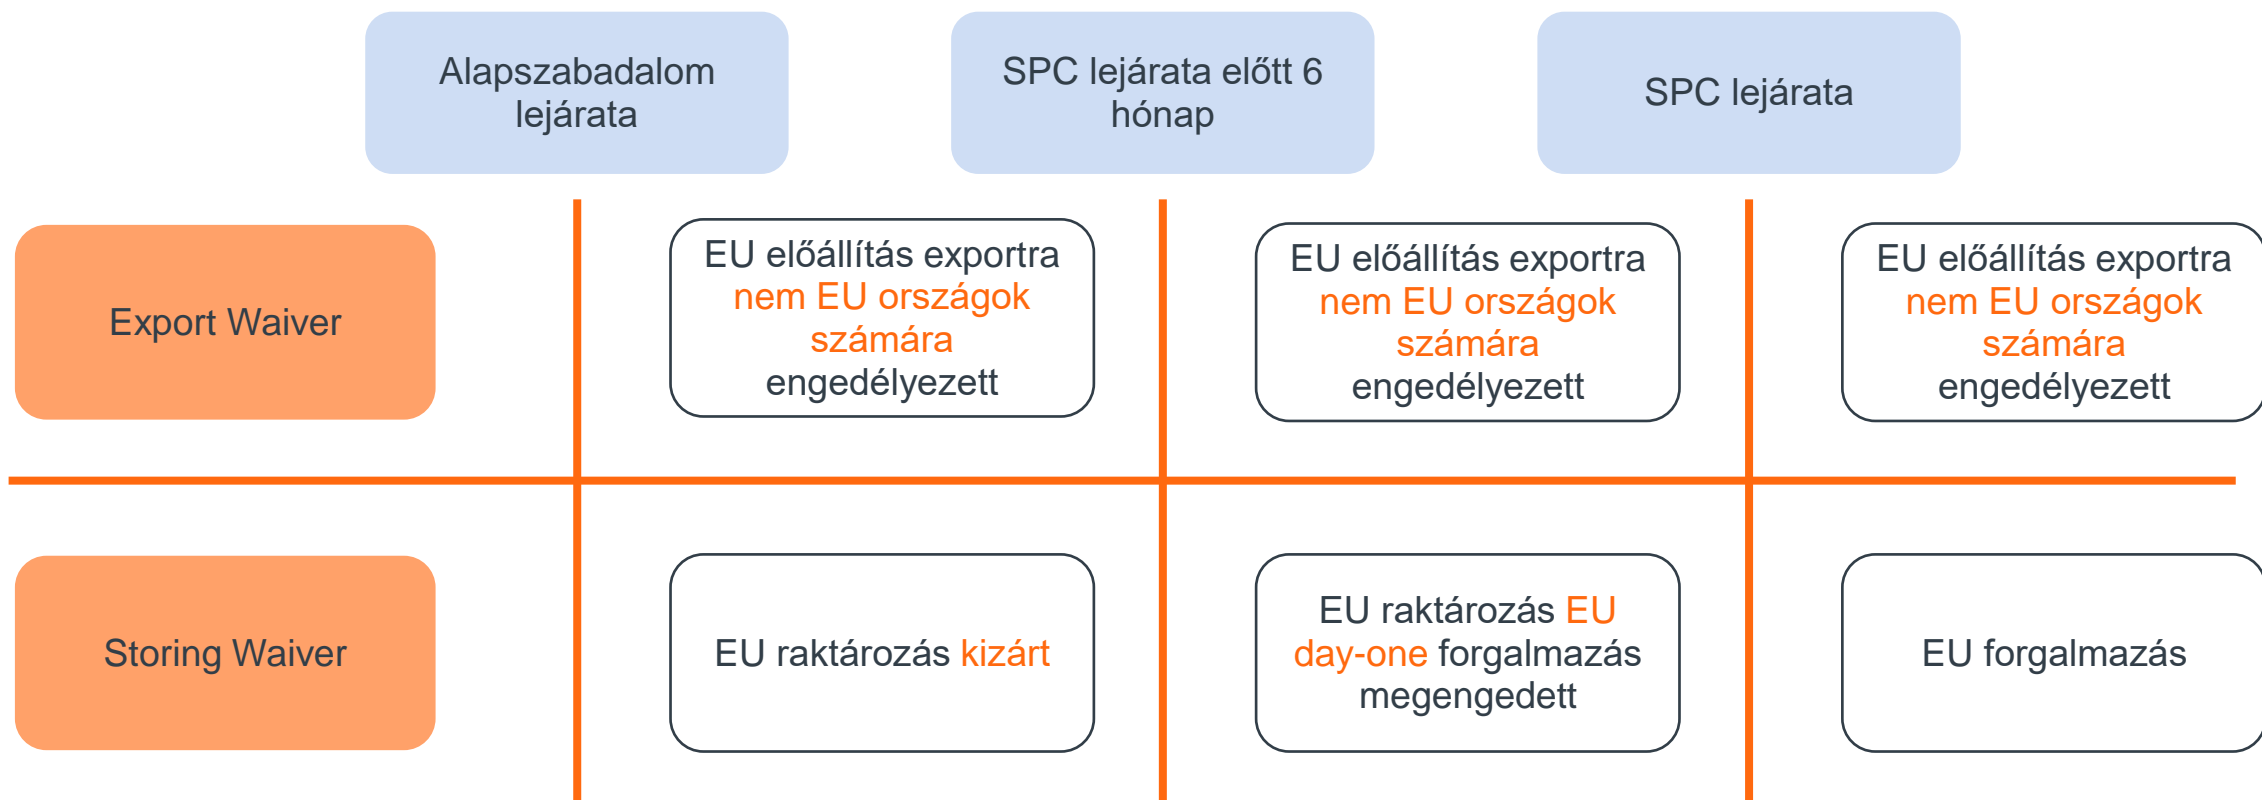 Alapszabadalom
lejárata
SPC lejárata előtt 6
hónap
SPC lejárata
Export Waiver
EU előállítás exportra
nem EU országok
számára
engedélyezett
EU előállítás exportra
nem EU országok
számára
engedélyezett
EU előállítás exportra
nem EU országok
számára
engedélyezett
Storing Waiver
EU raktározás kizárt
EU raktározás EU
day-one forgalmazás
megengedett
EU forgalmazás